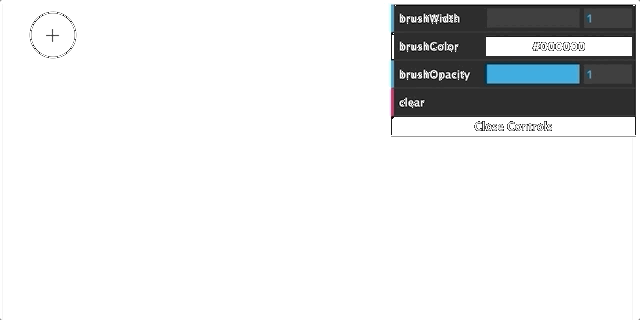 brushWidth 1
brushColor #000000
brushOpacity 1
clear
Close Controls